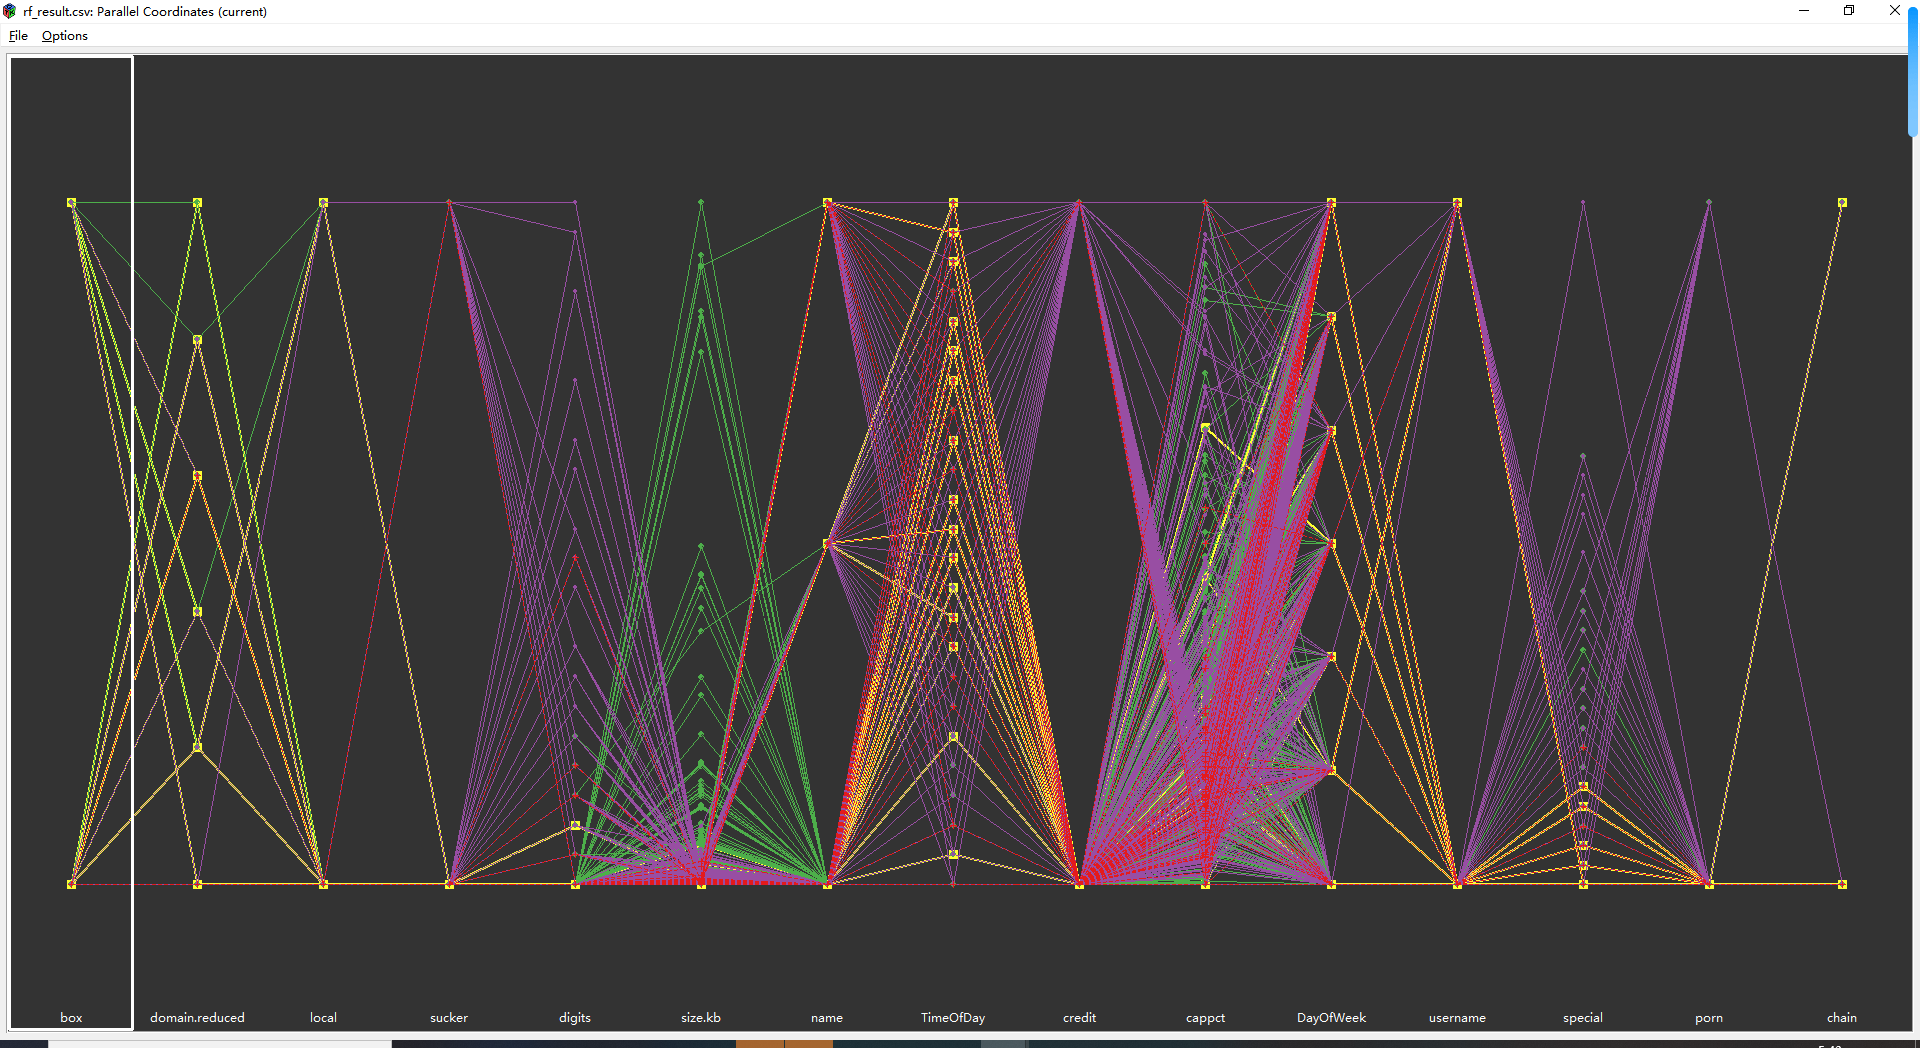 rf_result.csv: Parallel Coordinates (current)
File Options
box domain.reduced local sucker digits size.kb name TimeOfDay credit cappct DayOfWeek username special porn chain